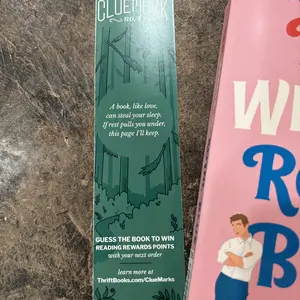 CLUEMARK
A book, like love,
can steal your sleep.
If rest pulls you under,
this page I'll keep.
GUESS THE BOOK TO WIN
READING REWARDS POINTS
with your next order
learn more at
ThriftBooks.com/ClueMarks